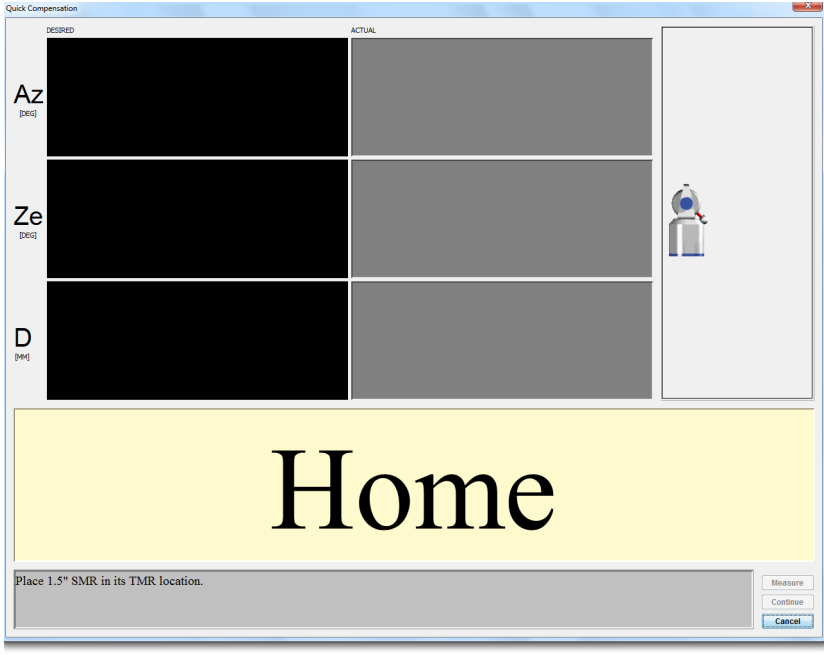 Quick Compensation
DESIRED
ACTUAL
Az
[DEG]
Ze
[DEG]
D
[MM]
Home
Place 1.5" SMR in its TMR location.
Measure
Continue
Cancel